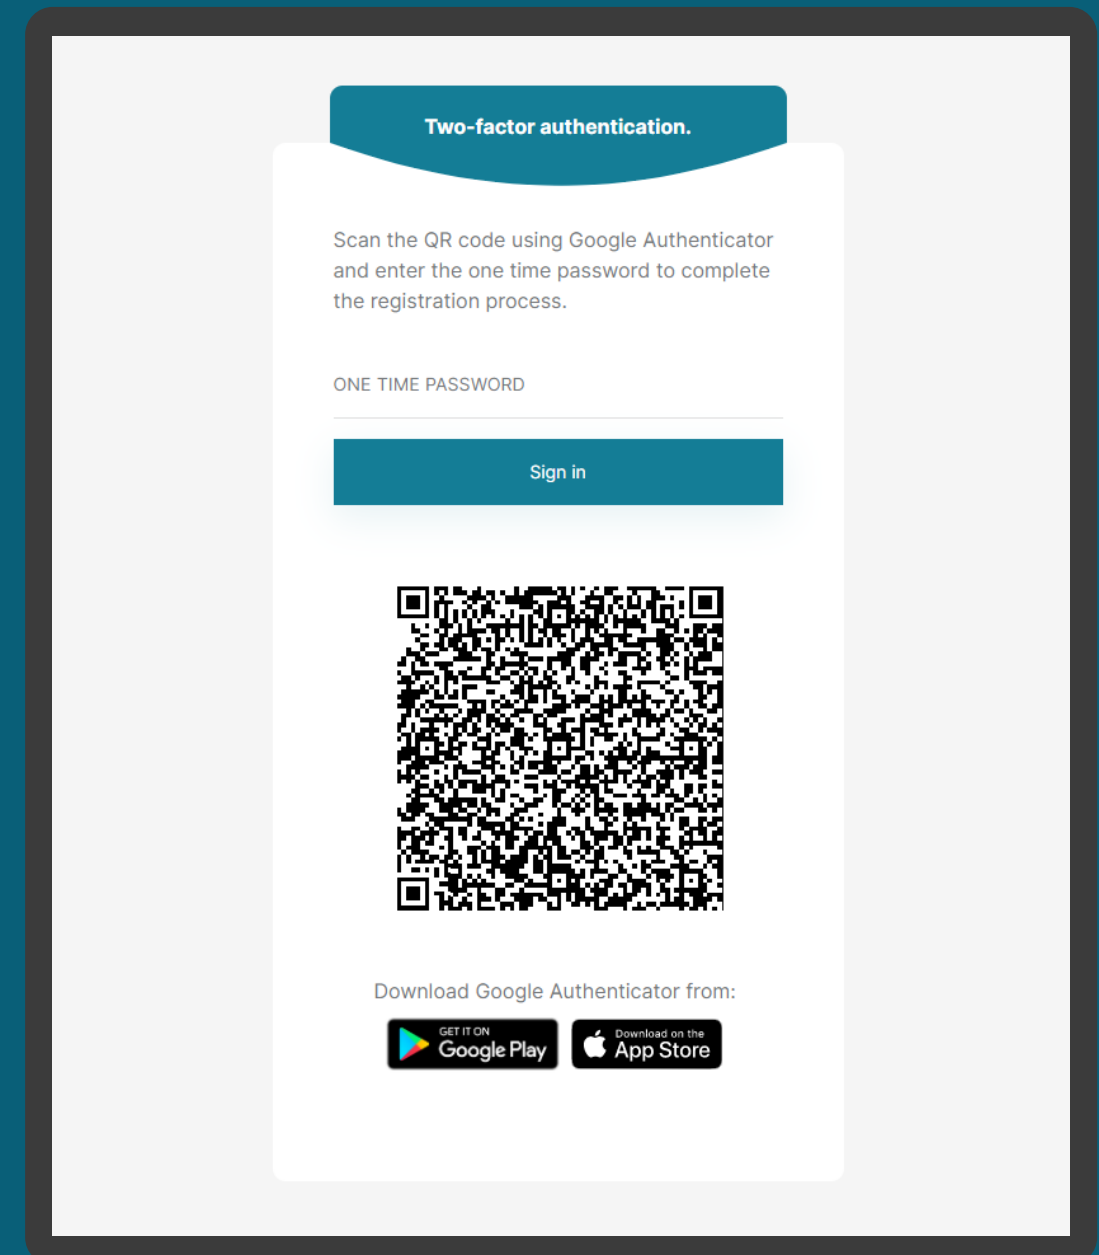 Two-factor authentication.
Scan the QR code using Google Authenticator
and enter the one time password to complete
the registration process.
ONE TIME PASSWORD
Sign in
Download Google Authenticator from:
GET IT ON
Google Play
Download on the
App Store